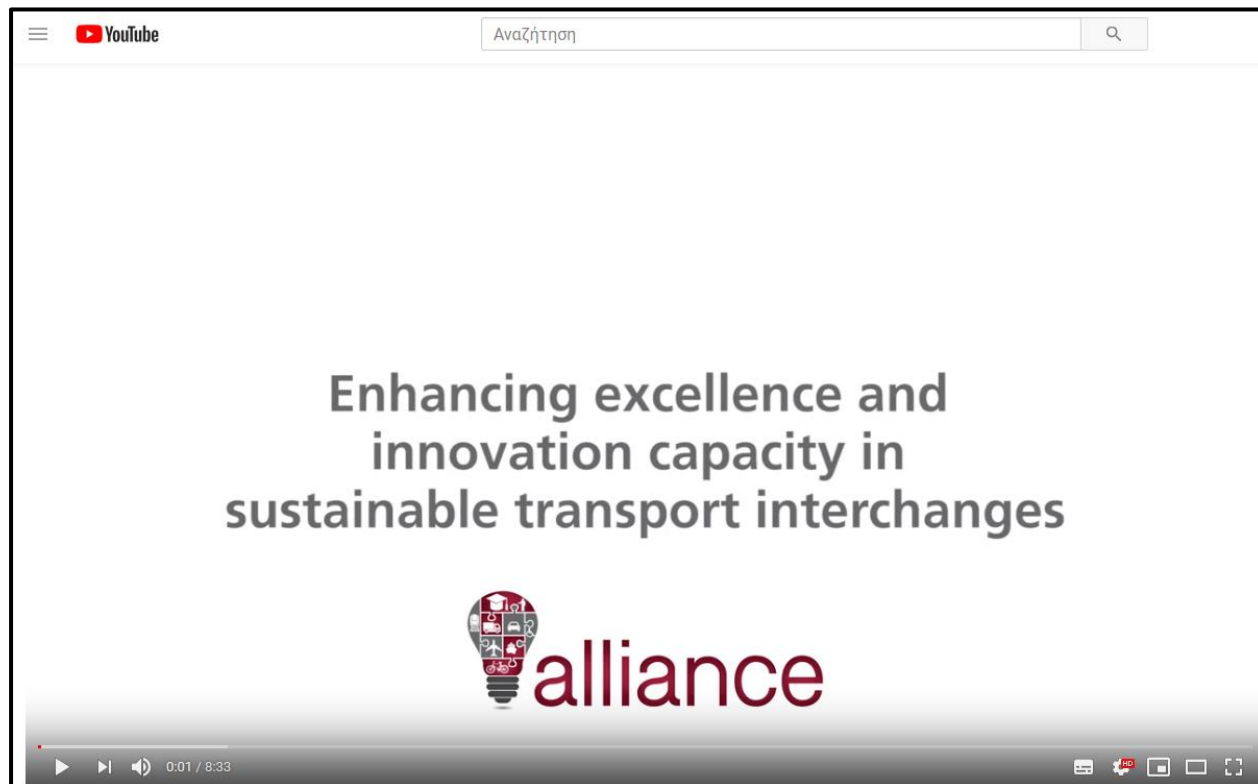 YouTube
Αναζήτηση
Enhancing excellence and
innovation capacity in
sustainable transport interchanges
alliance
0:01 / 8:33
HD